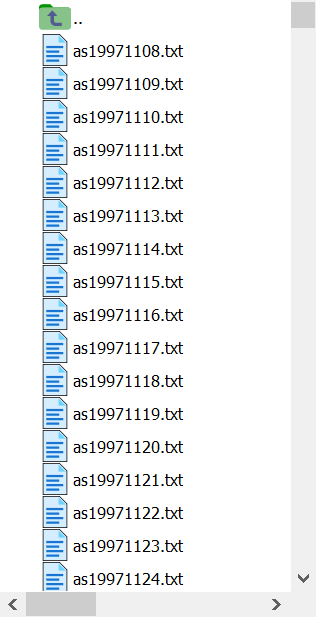 ..
as19971108.txt
as19971109.txt
as19971110.txt
as19971111.txt
as19971112.txt
as19971113.txt
as19971114.txt
as19971115.txt
as19971116.txt
as19971117.txt
as19971118.txt
as19971119.txt
as19971120.txt
as19971121.txt
as19971122.txt
as19971123.txt
as19971124.txt